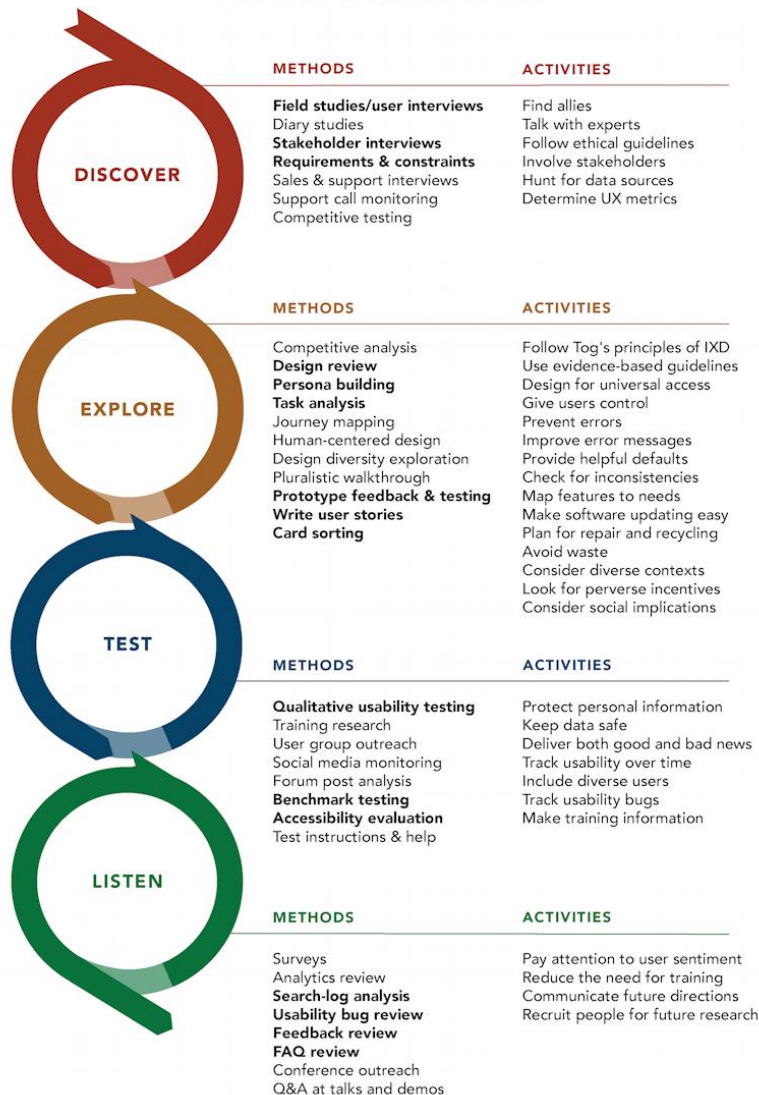 DISCOVER
METHODS
Field studies/user interviews
Diary studies
Stakeholder interviews
Requirements & constraints
Sales & support interviews
Support call monitoring
Competitive testing
ACTIVITIES
Find allies
Talk with experts
Follow ethical guidelines
Involve stakeholders
Hunt for data sources
Determine UX metrics
EXPLORE
METHODS
Competitive analysis
Design review
Persona building
Task analysis
Journey mapping
Human-centered design
Design diversity exploration
Pluralistic walkthrough
Prototype feedback & testing
Write user stories
Card sorting
ACTIVITIES
Follow Tog's principles of IXD
Use evidence-based guidelines
Design for universal access
Give users control
Prevent errors
Improve error messages
Provide helpful defaults
Check for inconsistencies
Map features to needs
Make software updating easy
Plan for repair and recycling
Avoid waste
Consider diverse contexts
Look for perverse incentives
Consider social implications
TEST
METHODS
Qualitative usability testing
Training research
User group outreach
Social media monitoring
Forum post analysis
Benchmark testing
Accessibility evaluation
Test instructions & help
ACTIVITIES
Protect personal information
Keep data safe
Deliver both good and bad news
Track usability over time
Include diverse users
Track usability bugs
Make training information
LISTEN
METHODS
Surveys
Analytics review
Search-log analysis
Usability bug review
Feedback review
FAQ review
Conference outreach
Q&A at talks and demos
ACTIVITIES
Pay attention to user sentiment
Reduce the need for training
Communicate future directions
Recruit people for future research